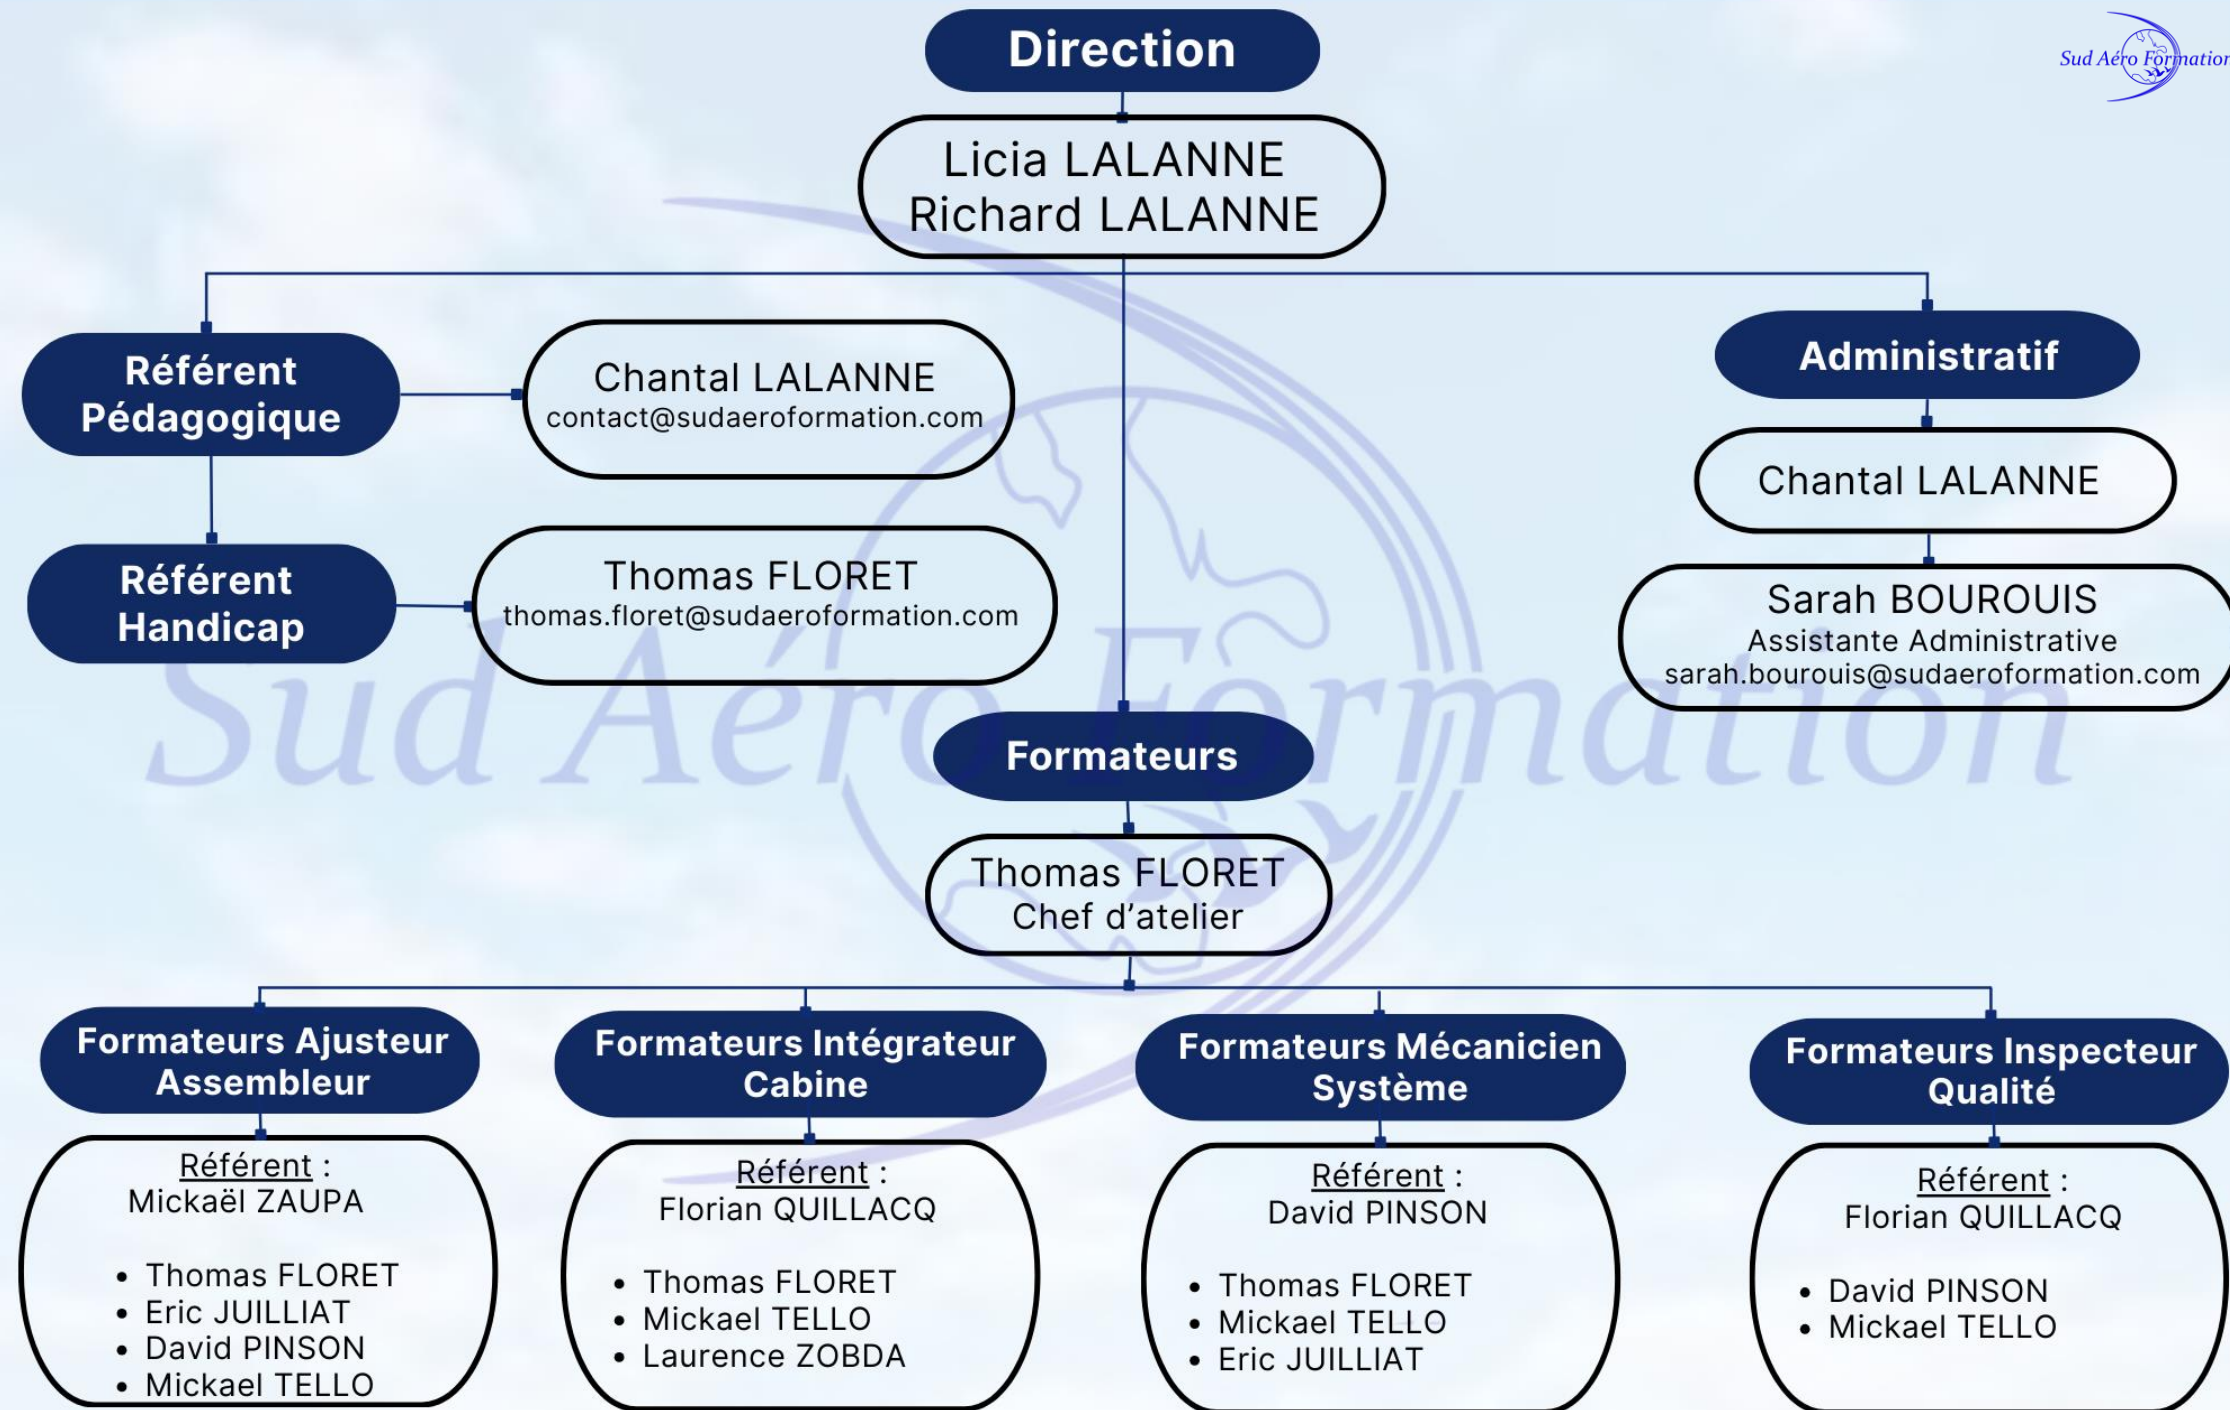 Direction
Sud Aéro Formation
Licia LALANNE
Richard LALANNE
Référent
Pédagogique
Chantal LALANNE
contact@sudaeroformation.com
Administratif
Chantal LALANNE
Référent
Handicap
Thomas FLORET
thomas.floret@sudaeroformation.com
Sarah BOUROUIS
Assistante Administrative
sarah.bourouis@sudaeroformation.com
Sud Aéro Formation
Formateurs
Thomas FLORET
Chef d’atelier
Formateurs Ajusteur
Assembleur
Référent :
Mickaël ZAUPA
• Thomas FLORET
• Eric JUILLIAT
• David PINSON
• Mickael TELLO
Formateurs Intégrateur
Cabine
Référent :
Florian QUILLACQ
• Thomas FLORET
• Mickael TELLO
• Laurence ZOBDA
Formateurs Mécanicien
Système
Référent :
David PINSON
• Thomas FLORET
• Mickael TELLO
• Eric JUILLIAT
Formateurs Inspecteur
Qualité
Référent :
Florian QUILLACQ
• David PINSON
• Mickael TELLO